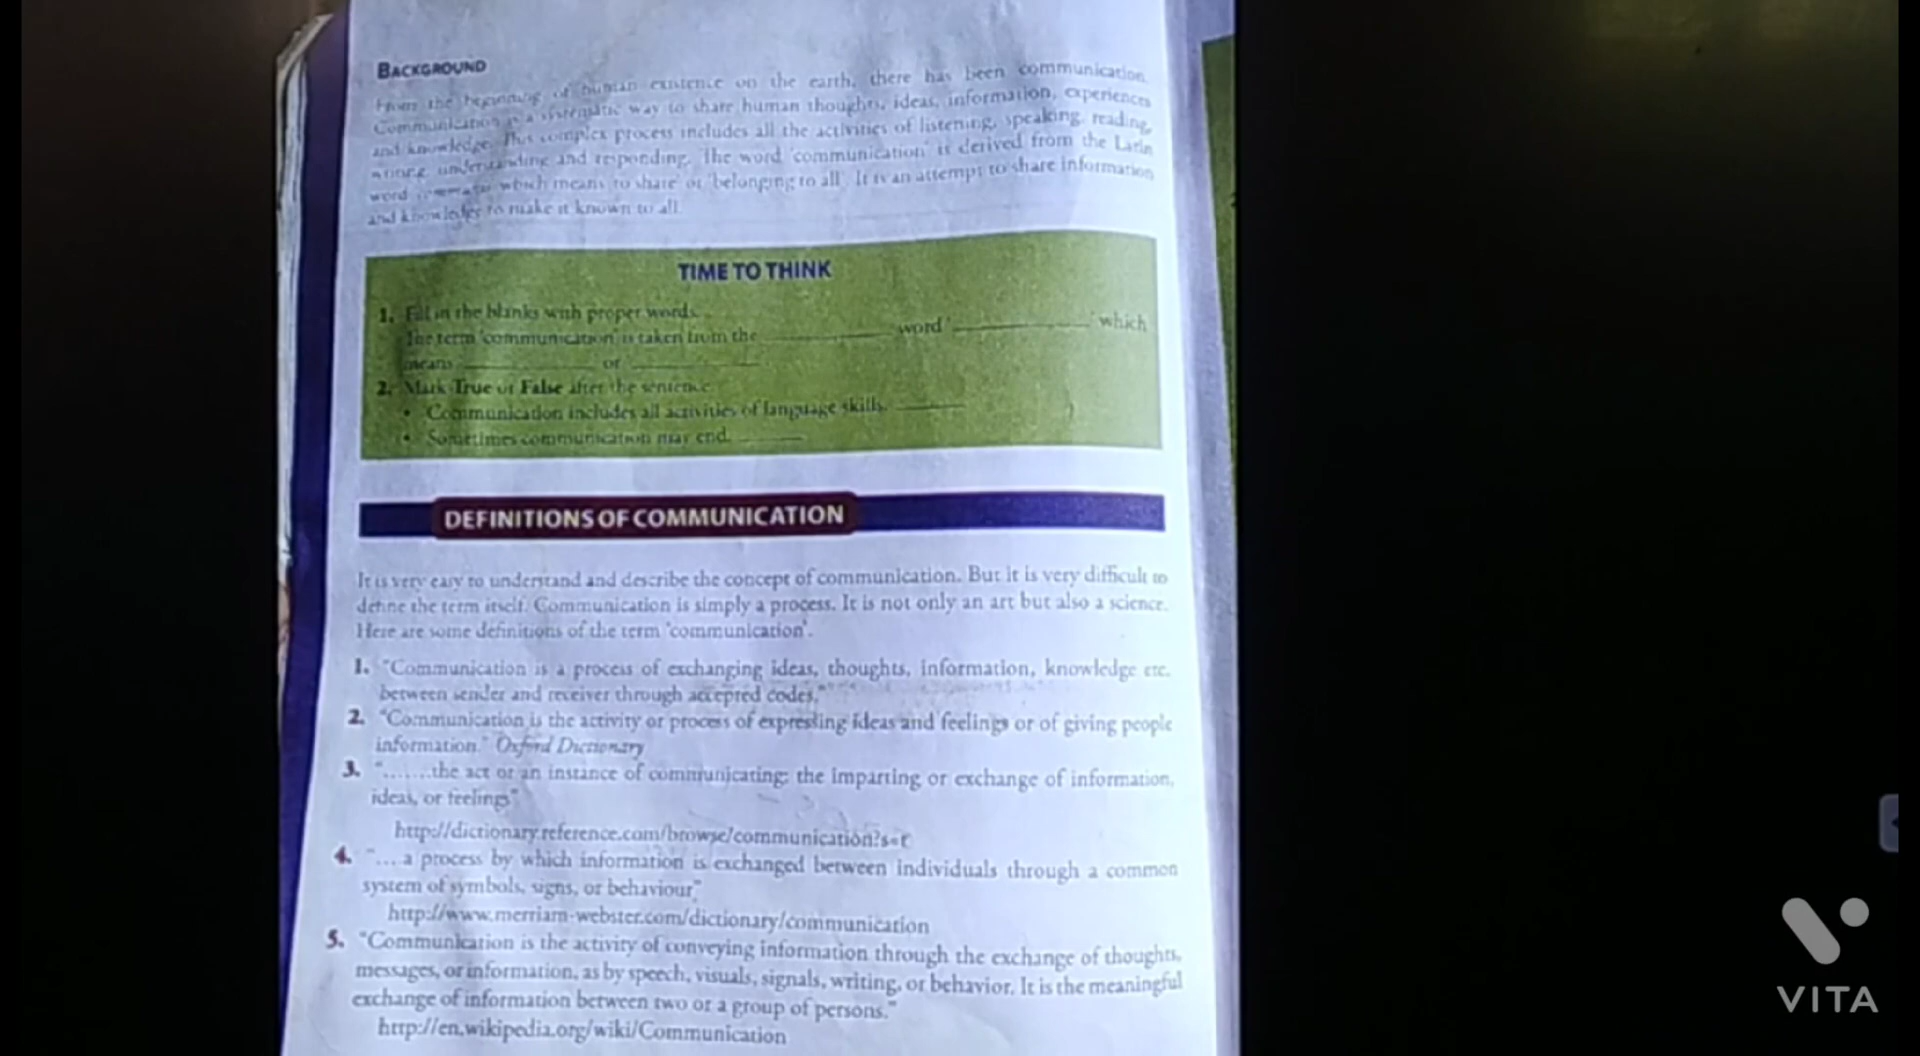 BACKGROUND
From the beginning of human existence on the earth, there has been communication.
Communication is a systematic way to share human thoughts, ideas, information, experiences
and knowledge. This complex process includes all the activities of listening, speaking, reading,
writing, understanding and responding. The word 'communication' is derived from the Latin
word which means 'to share' or 'belonging to all'. It is an attempt to share information
and knowledge to make it known to all.
TIME TO THINK
1. Fill in the blanks with proper words.
The term 'communication' is taken from the ____________ word '____________' which
means ____________ or ____________
2. Mark True or False after the sentence
• Communication includes all activities of language skills. ______
• Sometimes communication may end. ______
DEFINITIONS OF COMMUNICATION
It is very easy to understand and describe the concept of communication. But it is very difficult to
define the term itself. Communication is simply a process. It is not only an art but also a science.
Here are some definitions of the term 'communication'.
1. "Communication is a process of exchanging ideas, thoughts, information, knowledge etc.
between sender and receiver through accepted codes."
2. "Communication is the activity or process of expressing ideas and feelings or of giving people
information." Oxford Dictionary
3. ".......the act or an instance of communicating; the imparting or exchange of information,
ideas, or feelings"
http://dictionary.reference.com/browse/communication?s=t
4. "... a process by which information is exchanged between individuals through a common
system of symbols, signs, or behaviour"
http://www.merriam-webster.com/dictionary/communication
5. "Communication is the activity of conveying information through the exchange of thoughts,
messages, or information, as by speech, visuals, signals, writing, or behavior. It is the meaningful
exchange of information between two or a group of persons."
http://en.wikipedia.org/wiki/Communication
VITA